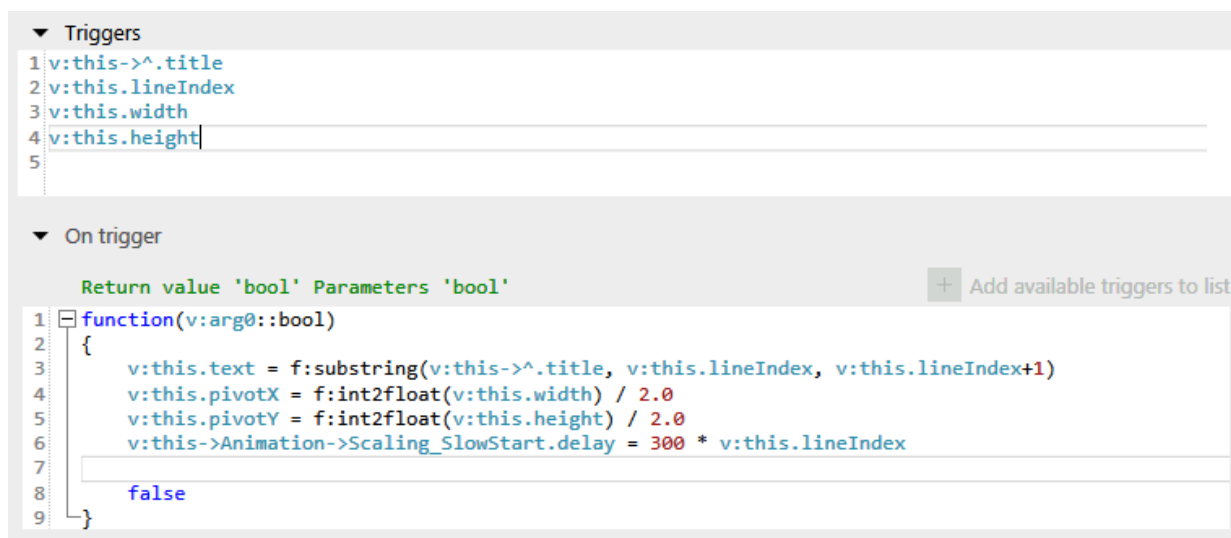 Triggers
1 v:this->^.title
2 v:this.lineIndex
3 v:this.width
4 v:this.height
5
On trigger
Return value 'bool' Parameters 'bool'
+ Add available triggers to list
1 function(v:arg0::bool)
2 {
3 v:this.text = f:substring(v:this->^.title, v:this.lineIndex, v:this.lineIndex+1)
4 v:this.pivotX = f:int2float(v:this.width) / 2.0
5 v:this.pivotY = f:int2float(v:this.height) / 2.0
6 v:this->Animation->Scaling_SlowStart.delay = 300 * v:this.lineIndex
7
8 false
9 }